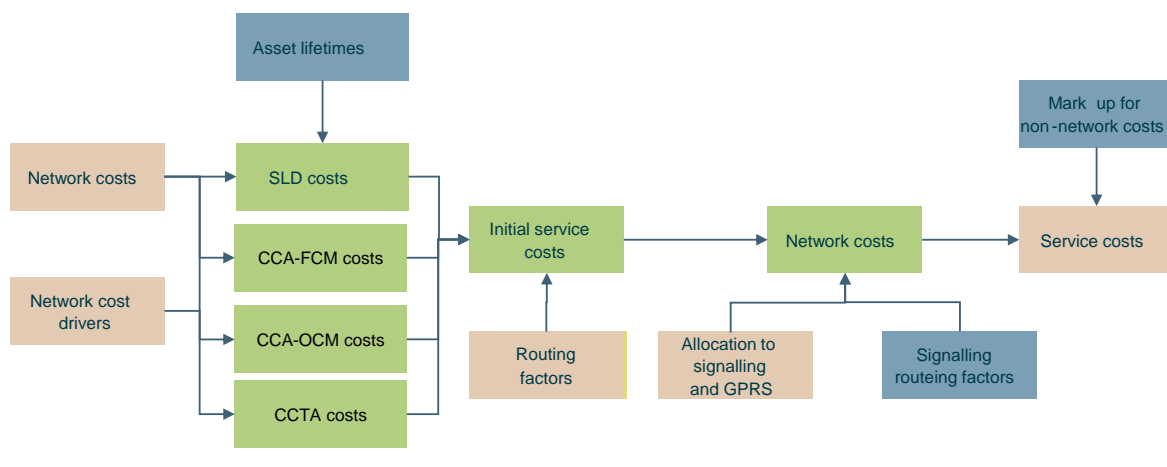 Asset lifetimes
Mark up for
non-network costs
Network costs
SLD costs
Initial service
costs
Network costs
Service costs
CCA-FCM costs
Network cost
drivers
CCA-OCM costs
Routing
factors
Allocation to
signalling
and GPRS
Signalling
routeing factors
CCTA costs